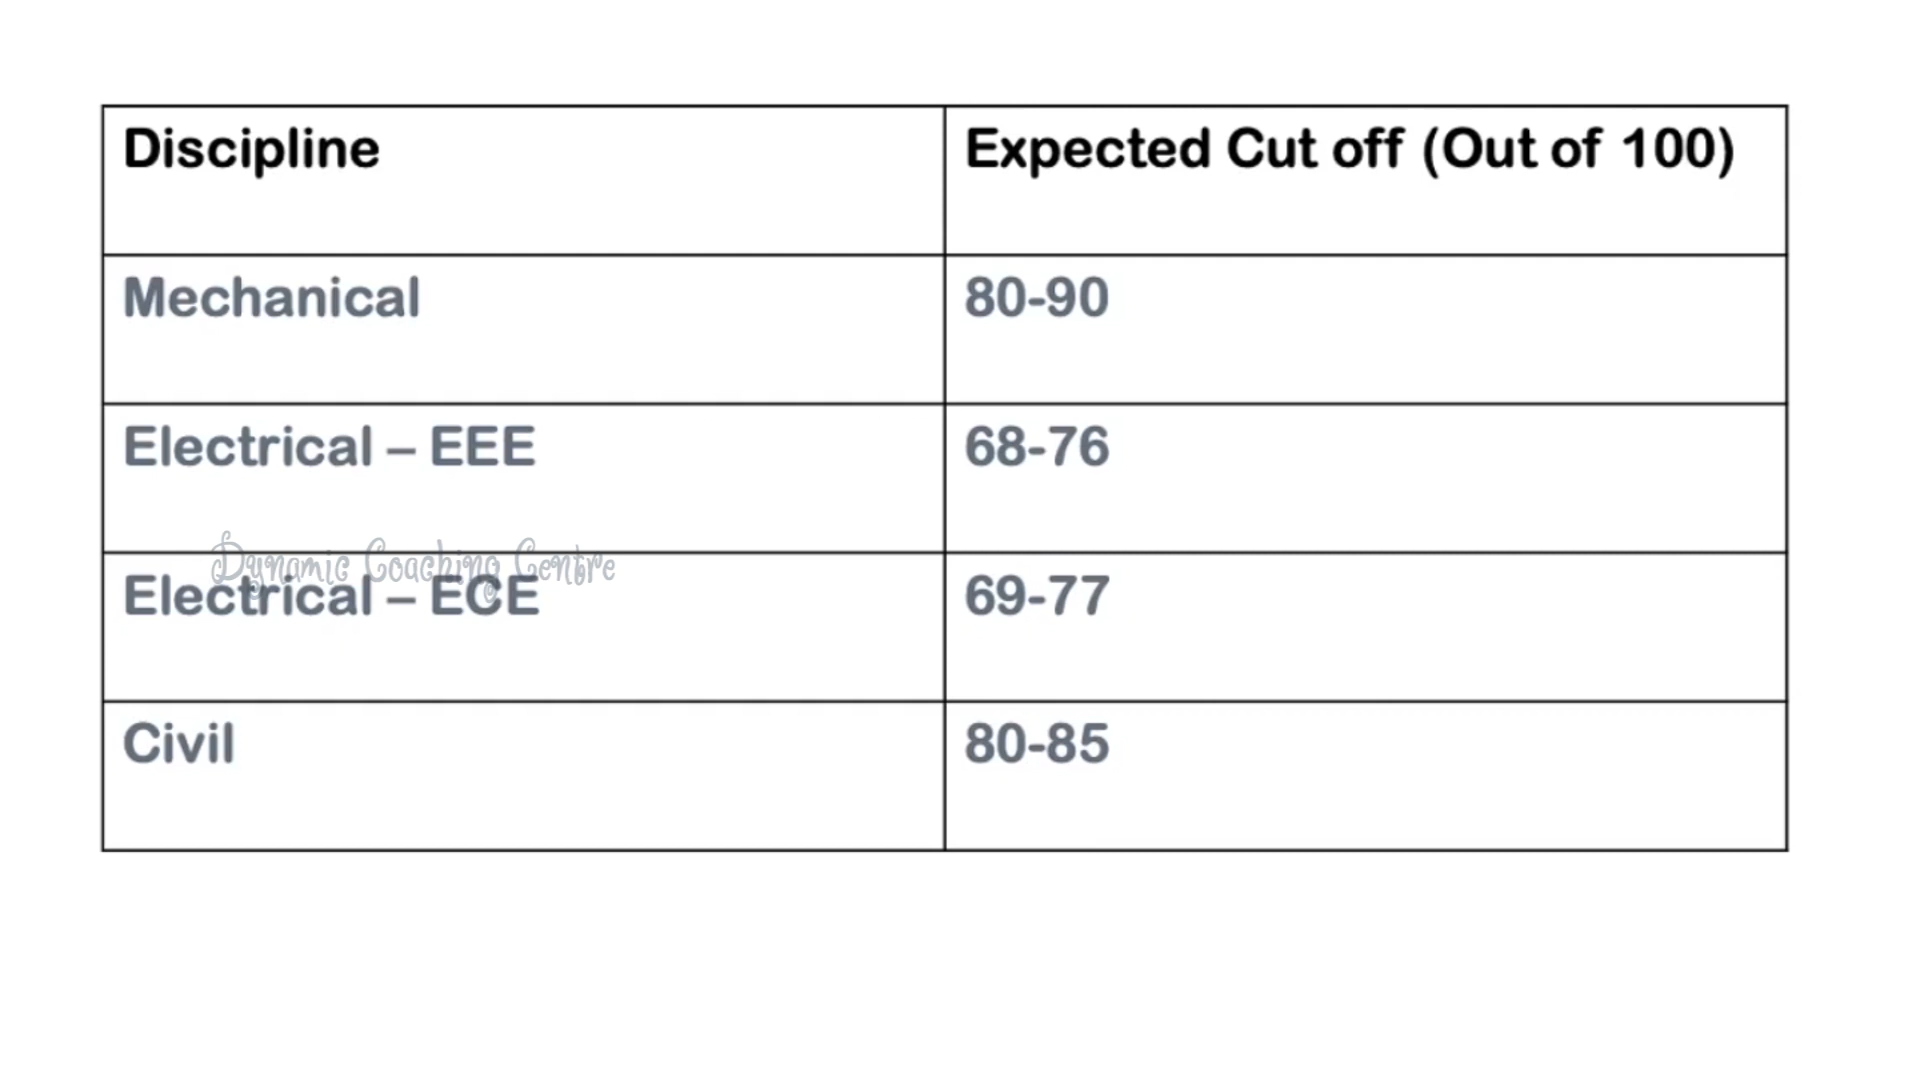 Discipline Expected Cut off (Out of 100)
Mechanical 80-90
Electrical – EEE 68-76
Dynamic Coaching Centre
Electrical – ECE 69-77
Civil 80-85